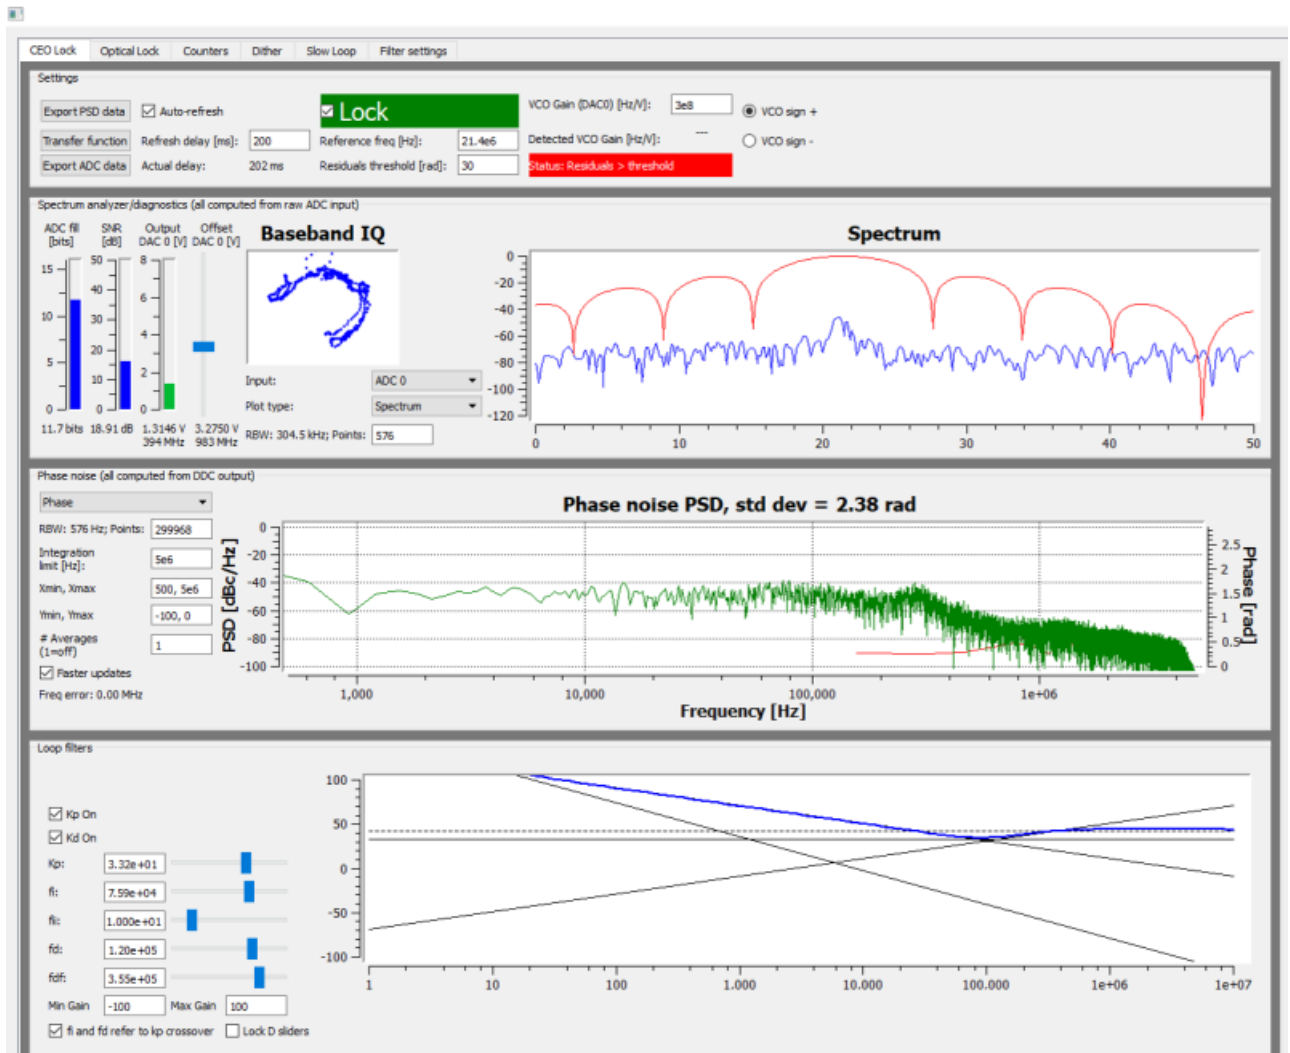 CEO Lock Optical Lock Counters Dither Slow Loop Filter settings
Settings
Export PSD data Auto-refresh Lock VCO Gain (DAC0) [Hz/V]: 3e8 VCO sign +
Transfer function Refresh delay [ms]: 200 Reference freq [Hz]: 21.4e6 Detected VCO Gain [Hz/V]: --- VCO sign -
Export ADC data Actual delay: 202 ms Residuals threshold [rad]: 30 Status: Residuals > threshold
Spectrum analyzer/diagnostics (all computed from raw ADC input)
ADC fill SNR Output Offset
[bits] [dB] DAC 0 [V] DAC 0 [V]
Baseband IQ Spectrum
15 50 8 0
40 6 -20
10 30 4 -40
20 -60
5 10 2 -80
0 0 0 -100
-120
Input: ADC 0
Plot type: Spectrum
11.7 bits 18.91 dB 1.3146 V 3.2750 V
394 MHz 983 MHz
RBW: 304.5 kHz; Points: 576
0 10 20 30 40 50
Phase noise (all computed from DDC output)
Phase
Phase noise PSD, std dev = 2.38 rad
RBW: 576 Hz; Points: 299968
Integration
limit [Hz]: 5e6
Xmin, Xmax 500, 5e6
Ymin, Ymax -100, 0
# Averages
(1=off) 1
Faster updates
Freq error: 0.00 MHz
PSD [dBc/Hz]
0
-20
-40
-60
-80
-100
2.5
2
1.5
1
0.5
0
Phase [rad]
1,000 10,000 100,000 1e+06
Frequency [Hz]
Loop filters
Kp On
Kd On
Kp: 3.32e+01
fi: 7.59e+04
fii: 1.000e+01
fd: 1.20e+05
fdf: 3.55e+05
Min Gain -100 Max Gain 100
fi and fd refer to kp crossover Lock D sliders
100
50
0
-50
-100
1 10 100 1.000 10.000 100.000 1e+06 1e+07